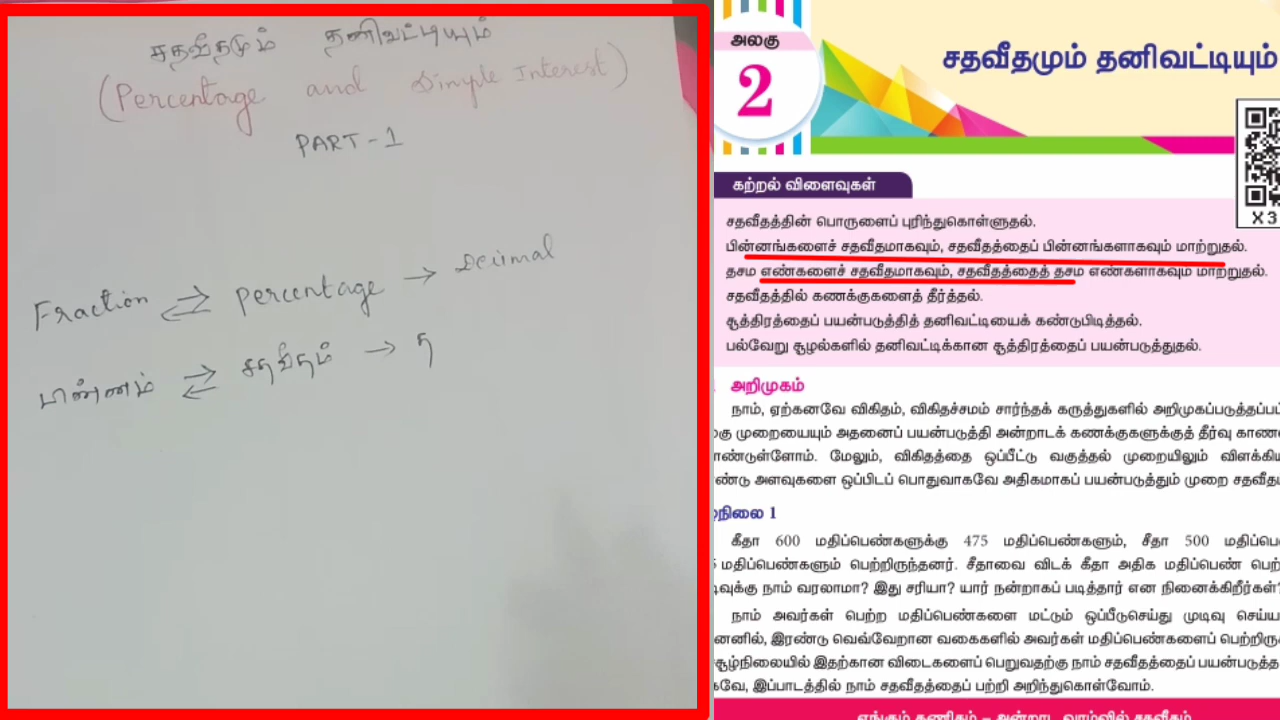 சதவீதமும் தனிவட்டியும்
(Percentage and Simple Interest)
PART-1
Fraction ⇌ percentage → Decimal
பின்னம் ⇌ சதவீதம் → த
அலகு
2
சதவீதமும் தனிவட்டியும்
X3
கற்றல் விளைவுகள்
சதவீதத்தின் பொருளைப் புரிந்துகொள்ளுதல்.
பின்னங்களைச் சதவீதமாகவும், சதவீதத்தைப் பின்னங்களாகவும் மாற்றுதல்.
தசம எண்களைச் சதவீதமாகவும், சதவீதத்தைத் தசம எண்களாகவும் மாற்றுதல்.
சதவீதத்தில் கணக்குகளைத் தீர்த்தல்.
சூத்திரத்தைப் பயன்படுத்தித் தனிவட்டியைக் கண்டுபிடித்தல்.
பல்வேறு சூழல்களில் தனிவட்டிக்கான சூத்திரத்தைப் பயன்படுத்துதல்.
அறிமுகம்
நாம், ஏற்கனவே விகிதம், விகிதச்சமம் சார்ந்தக் கருத்துகளில் அறிமுகப்படுத்தப்
முறையையும் அதனைப் பயன்படுத்தி அன்றாடக் கணக்குகளுக்குத் தீர்வு
மேலும், விகிதத்தை ஒப்பீட்டு வகுத்தல் முறையிலும்
அளவுகளை ஒப்பிடப் பொதுவாகவே அதிகமாகப் பயன்படுத்தும் முறை
1
கீதா 600 மதிப்பெண்களுக்கு 475 மதிப்பெண்களும், சீதா 500
மதிப்பெண்களும் பெற்றிருந்தனர். சீதாவை விடக் கீதா அதிக மதிப்பெண்
நாம் வரலாமா? இது சரியா? யார் நன்றாகப் படித்தார் என நினைக்கிறீர்கள்?
நாம் அவர்கள் பெற்ற மதிப்பெண்களை மட்டும் ஒப்பீடுசெய்து முடிவு
இரண்டு வெவ்வேறான வகைகளில் அவர்கள் மதிப்பெண்களைப்
சூழ்நிலையில் இதற்கான விடைகளைப் பெறுவதற்கு நாம் சதவீதத்தைப்
இப்பாடத்தில் நாம் சதவீதத்தைப் பற்றி அறிந்துகொள்வோம்.
எங்கும் கணிதம் – அன்றாட வாழ்வில் சதவீதம்